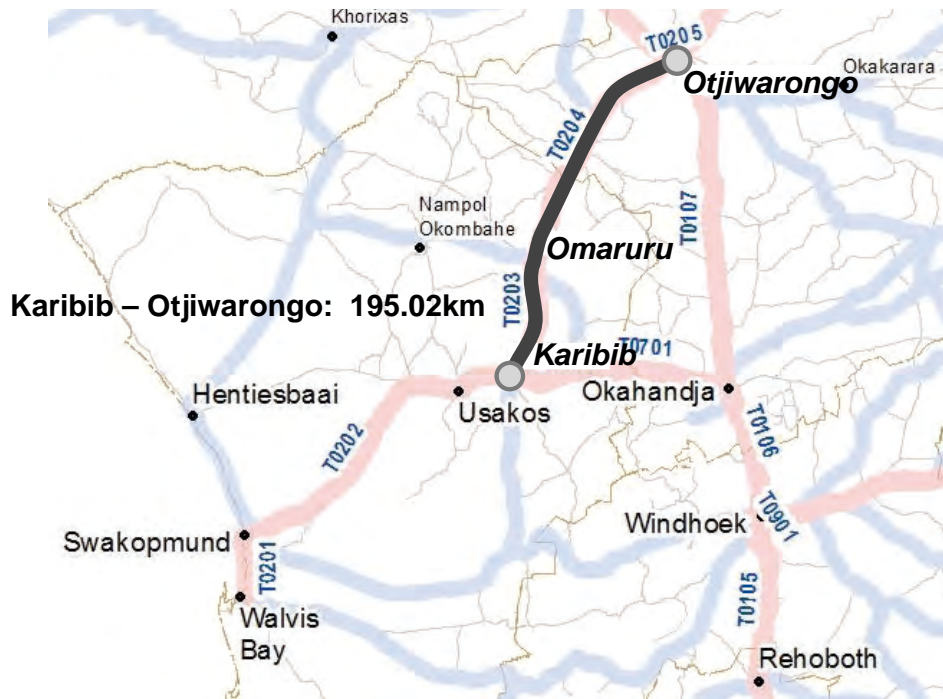 Khorixas
T0205
Otjiwarongo
Okakarara
T0204
T0107
Nampol
Okombahe
Omaruru
T0203
Karibib – Otjiwarongo: 195.02km
Karibib
T0701
Hentiesbaai
Usakos
Okahandja
T0202
T0106
Swakopmund
Windhoek
T0901
T0201
T0105
Walvis
Bay
Rehoboth